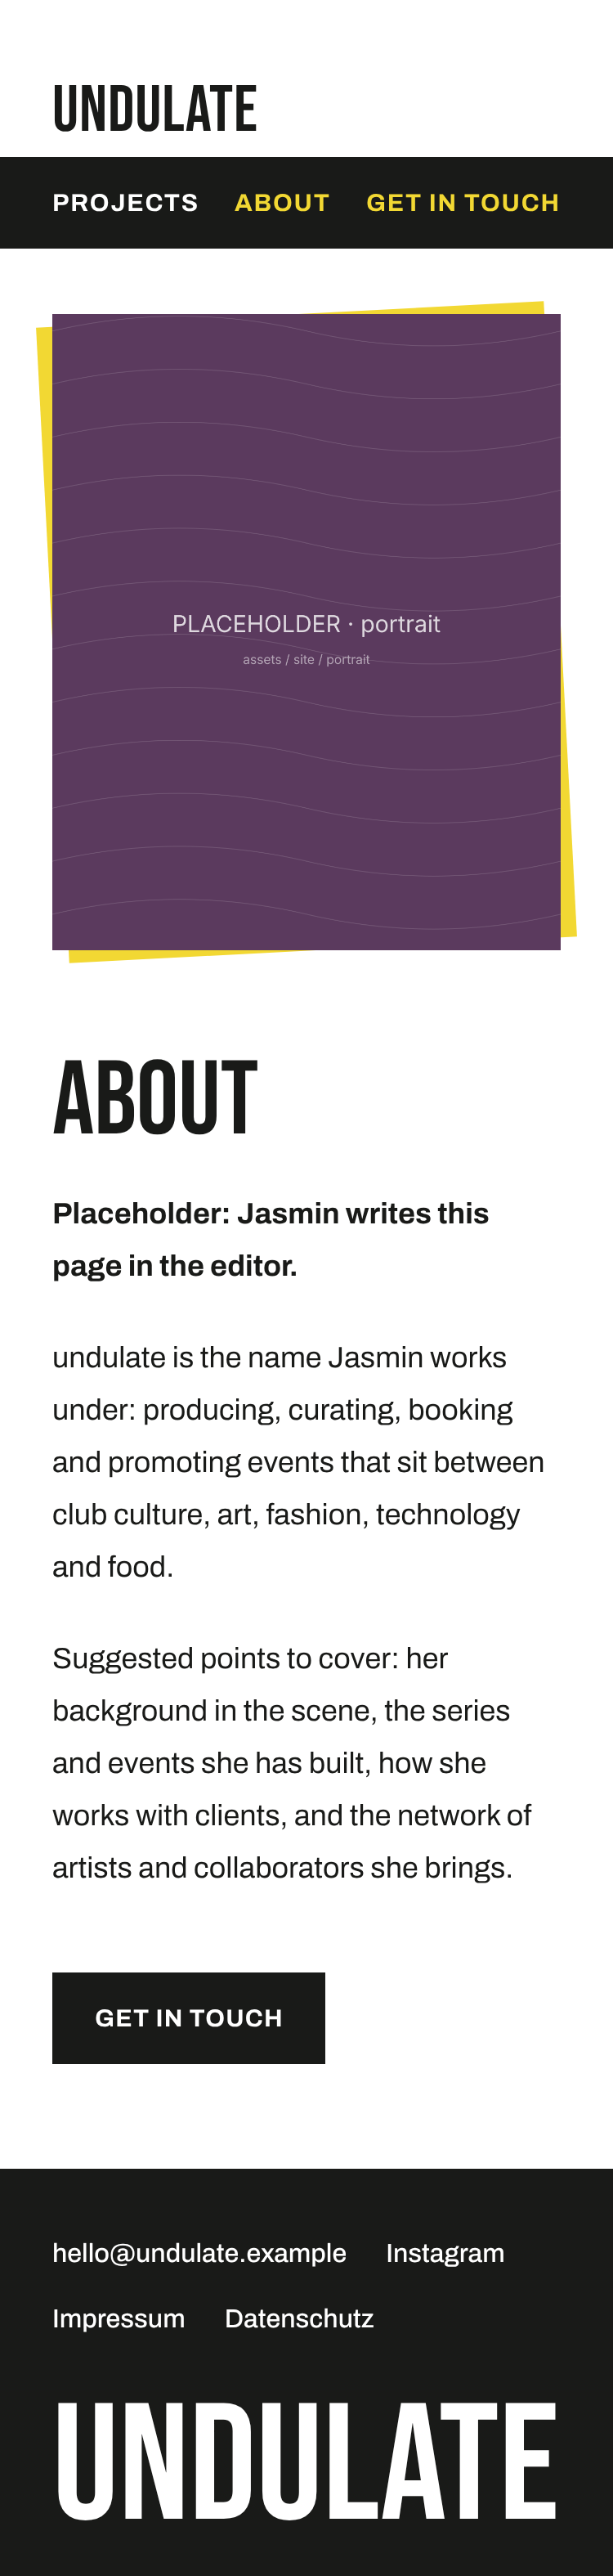 UNDULATE
PROJECTS ABOUT GET IN TOUCH
PLACEHOLDER · portrait
assets / site / portrait
ABOUT
Placeholder: Jasmin writes this
page in the editor.
undulate is the name Jasmin works
under: producing, curating, booking
and promoting events that sit between
club culture, art, fashion, technology
and food.
Suggested points to cover: her
background in the scene, the series
and events she has built, how she
works with clients, and the network of
artists and collaborators she brings.
GET IN TOUCH
hello@undulate.example Instagram
Impressum Datenschutz
UNDULATE